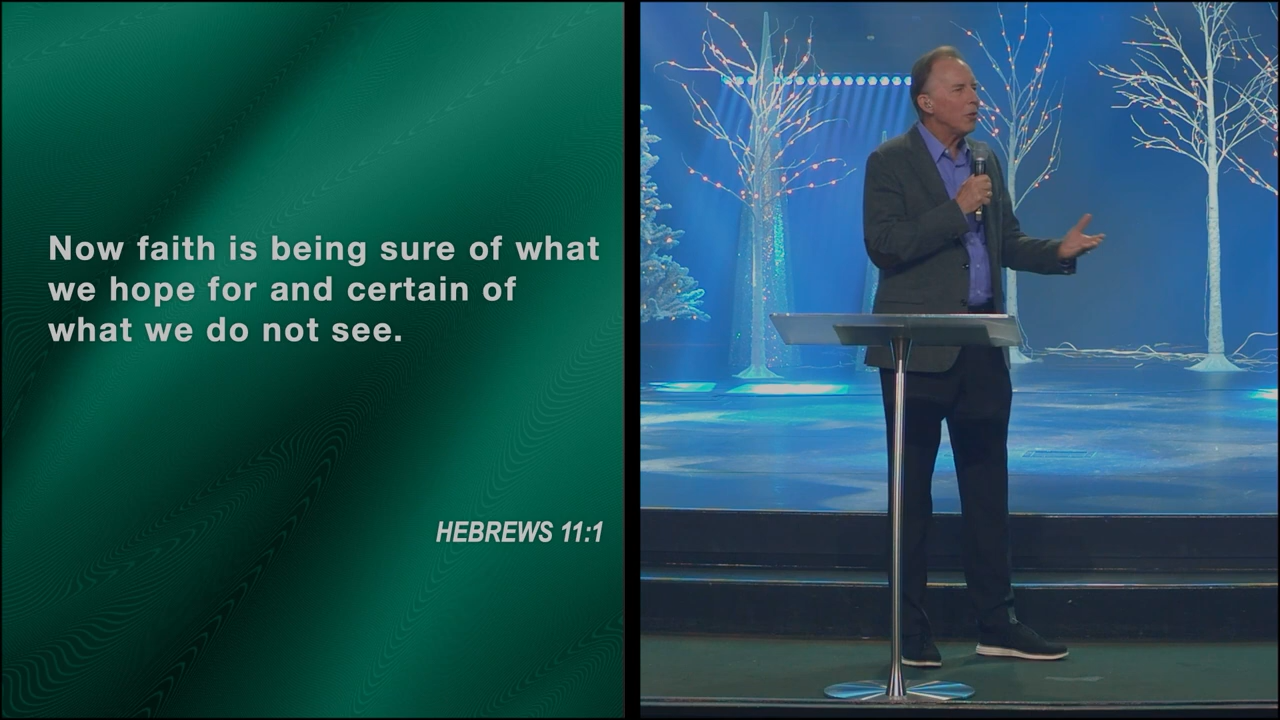 Now faith is being sure of what
we hope for and certain of
what we do not see.
HEBREWS 11:1